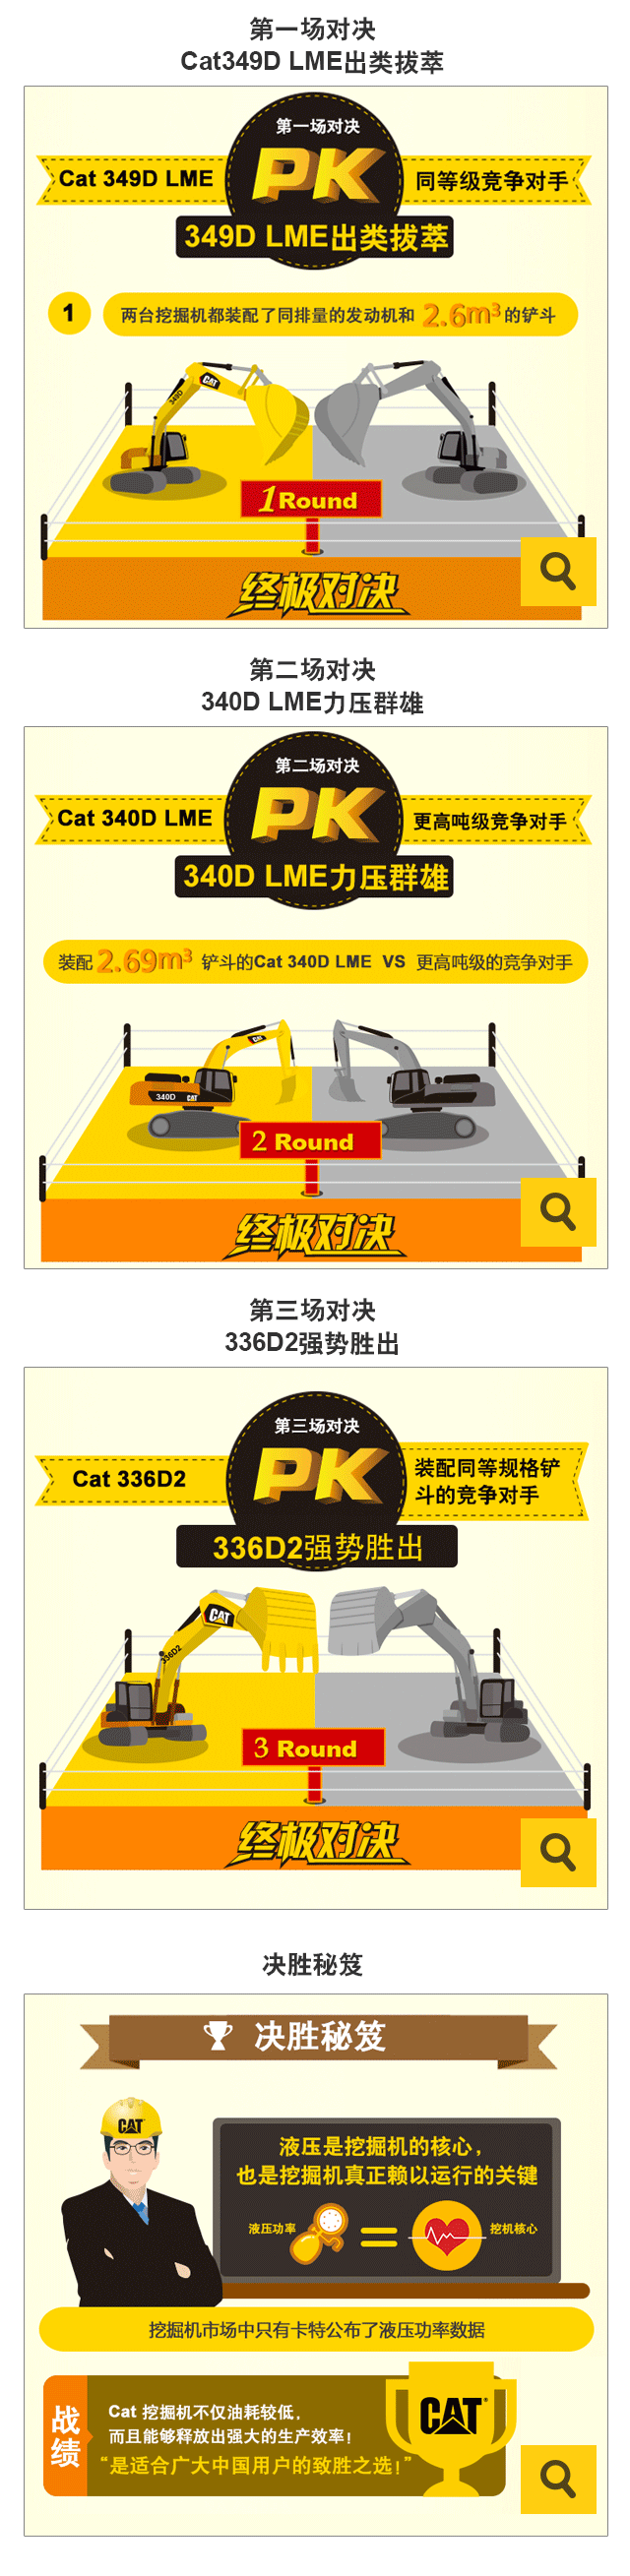 第一场对决
Cat349D LME出类拔萃
第一场对决
Cat 349D LME
PK
同等级竞争对手
349D LME出类拔萃
1
两台挖掘机都装配了同排量的发动机和 2.6m³ 的铲斗
CAT
349D
1 Round
终极对决
第二场对决
340D LME力压群雄
第二场对决
Cat 340D LME
PK
更高吨级竞争对手
340D LME力压群雄
装配 2.69m³ 铲斗的Cat 340D LME VS 更高吨级的竞争对手
CAT
340D CAT
2 Round
终极对决
第三场对决
336D2强势胜出
第三场对决
Cat 336D2
PK
装配同等规格铲
斗的竞争对手
336D2强势胜出
CAT
336D2
3 Round
终极对决
决胜秘笈
决胜秘笈
CAT
液压是挖掘机的核心，
也是挖掘机真正赖以运行的关键
液压功率
=
挖机核心
挖掘机市场中只有卡特公布了液压功率数据
战绩
Cat 挖掘机不仅油耗较低，
而且能够释放出强大的生产效率！
“是适合广大中国用户的致胜之选！”
CAT